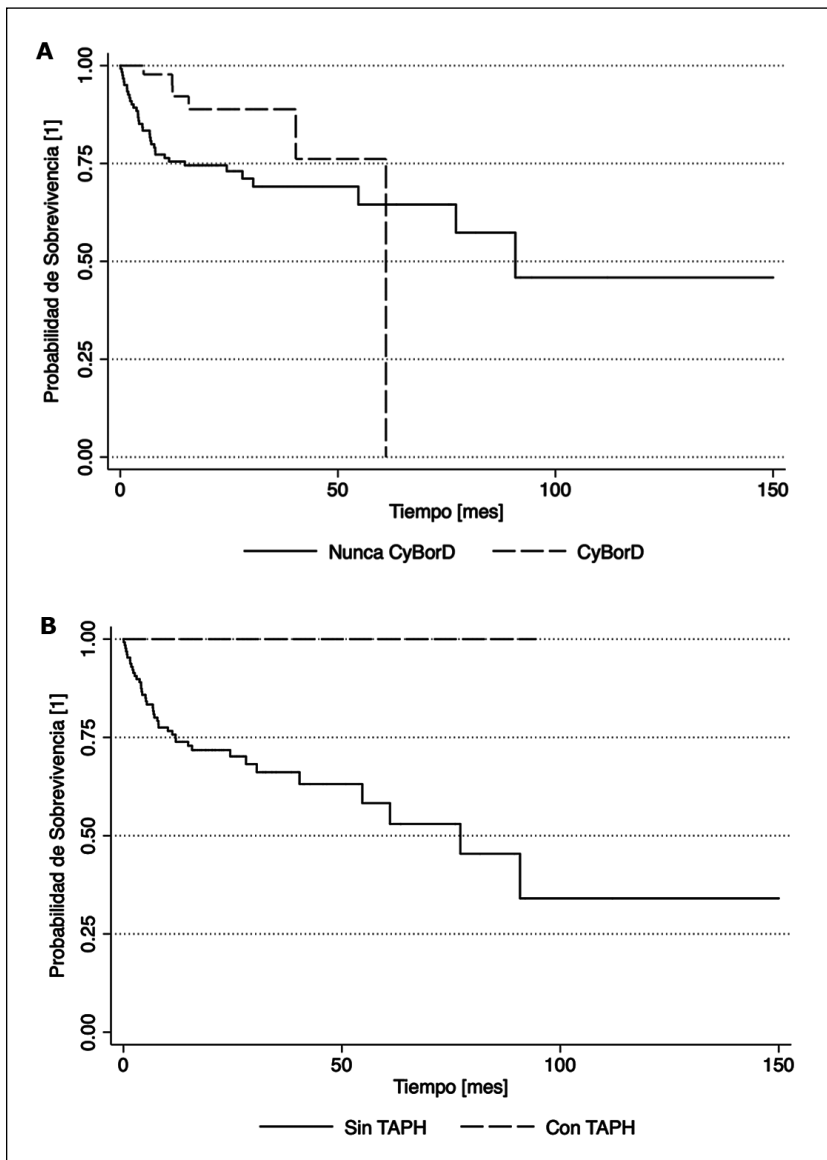 A
Probabilidad de Sobrevivencia [1]
1.00
0.75
0.50
0.25
0.00
0 50 100 150
Tiempo [mes]
Nunca CyBorD CyBorD
B
Probabilidad de Sobrevivencia [1]
1.00
0.75
0.50
0.25
0.00
0 50 100 150
Tiempo [mes]
Sin TAPH Con TAPH